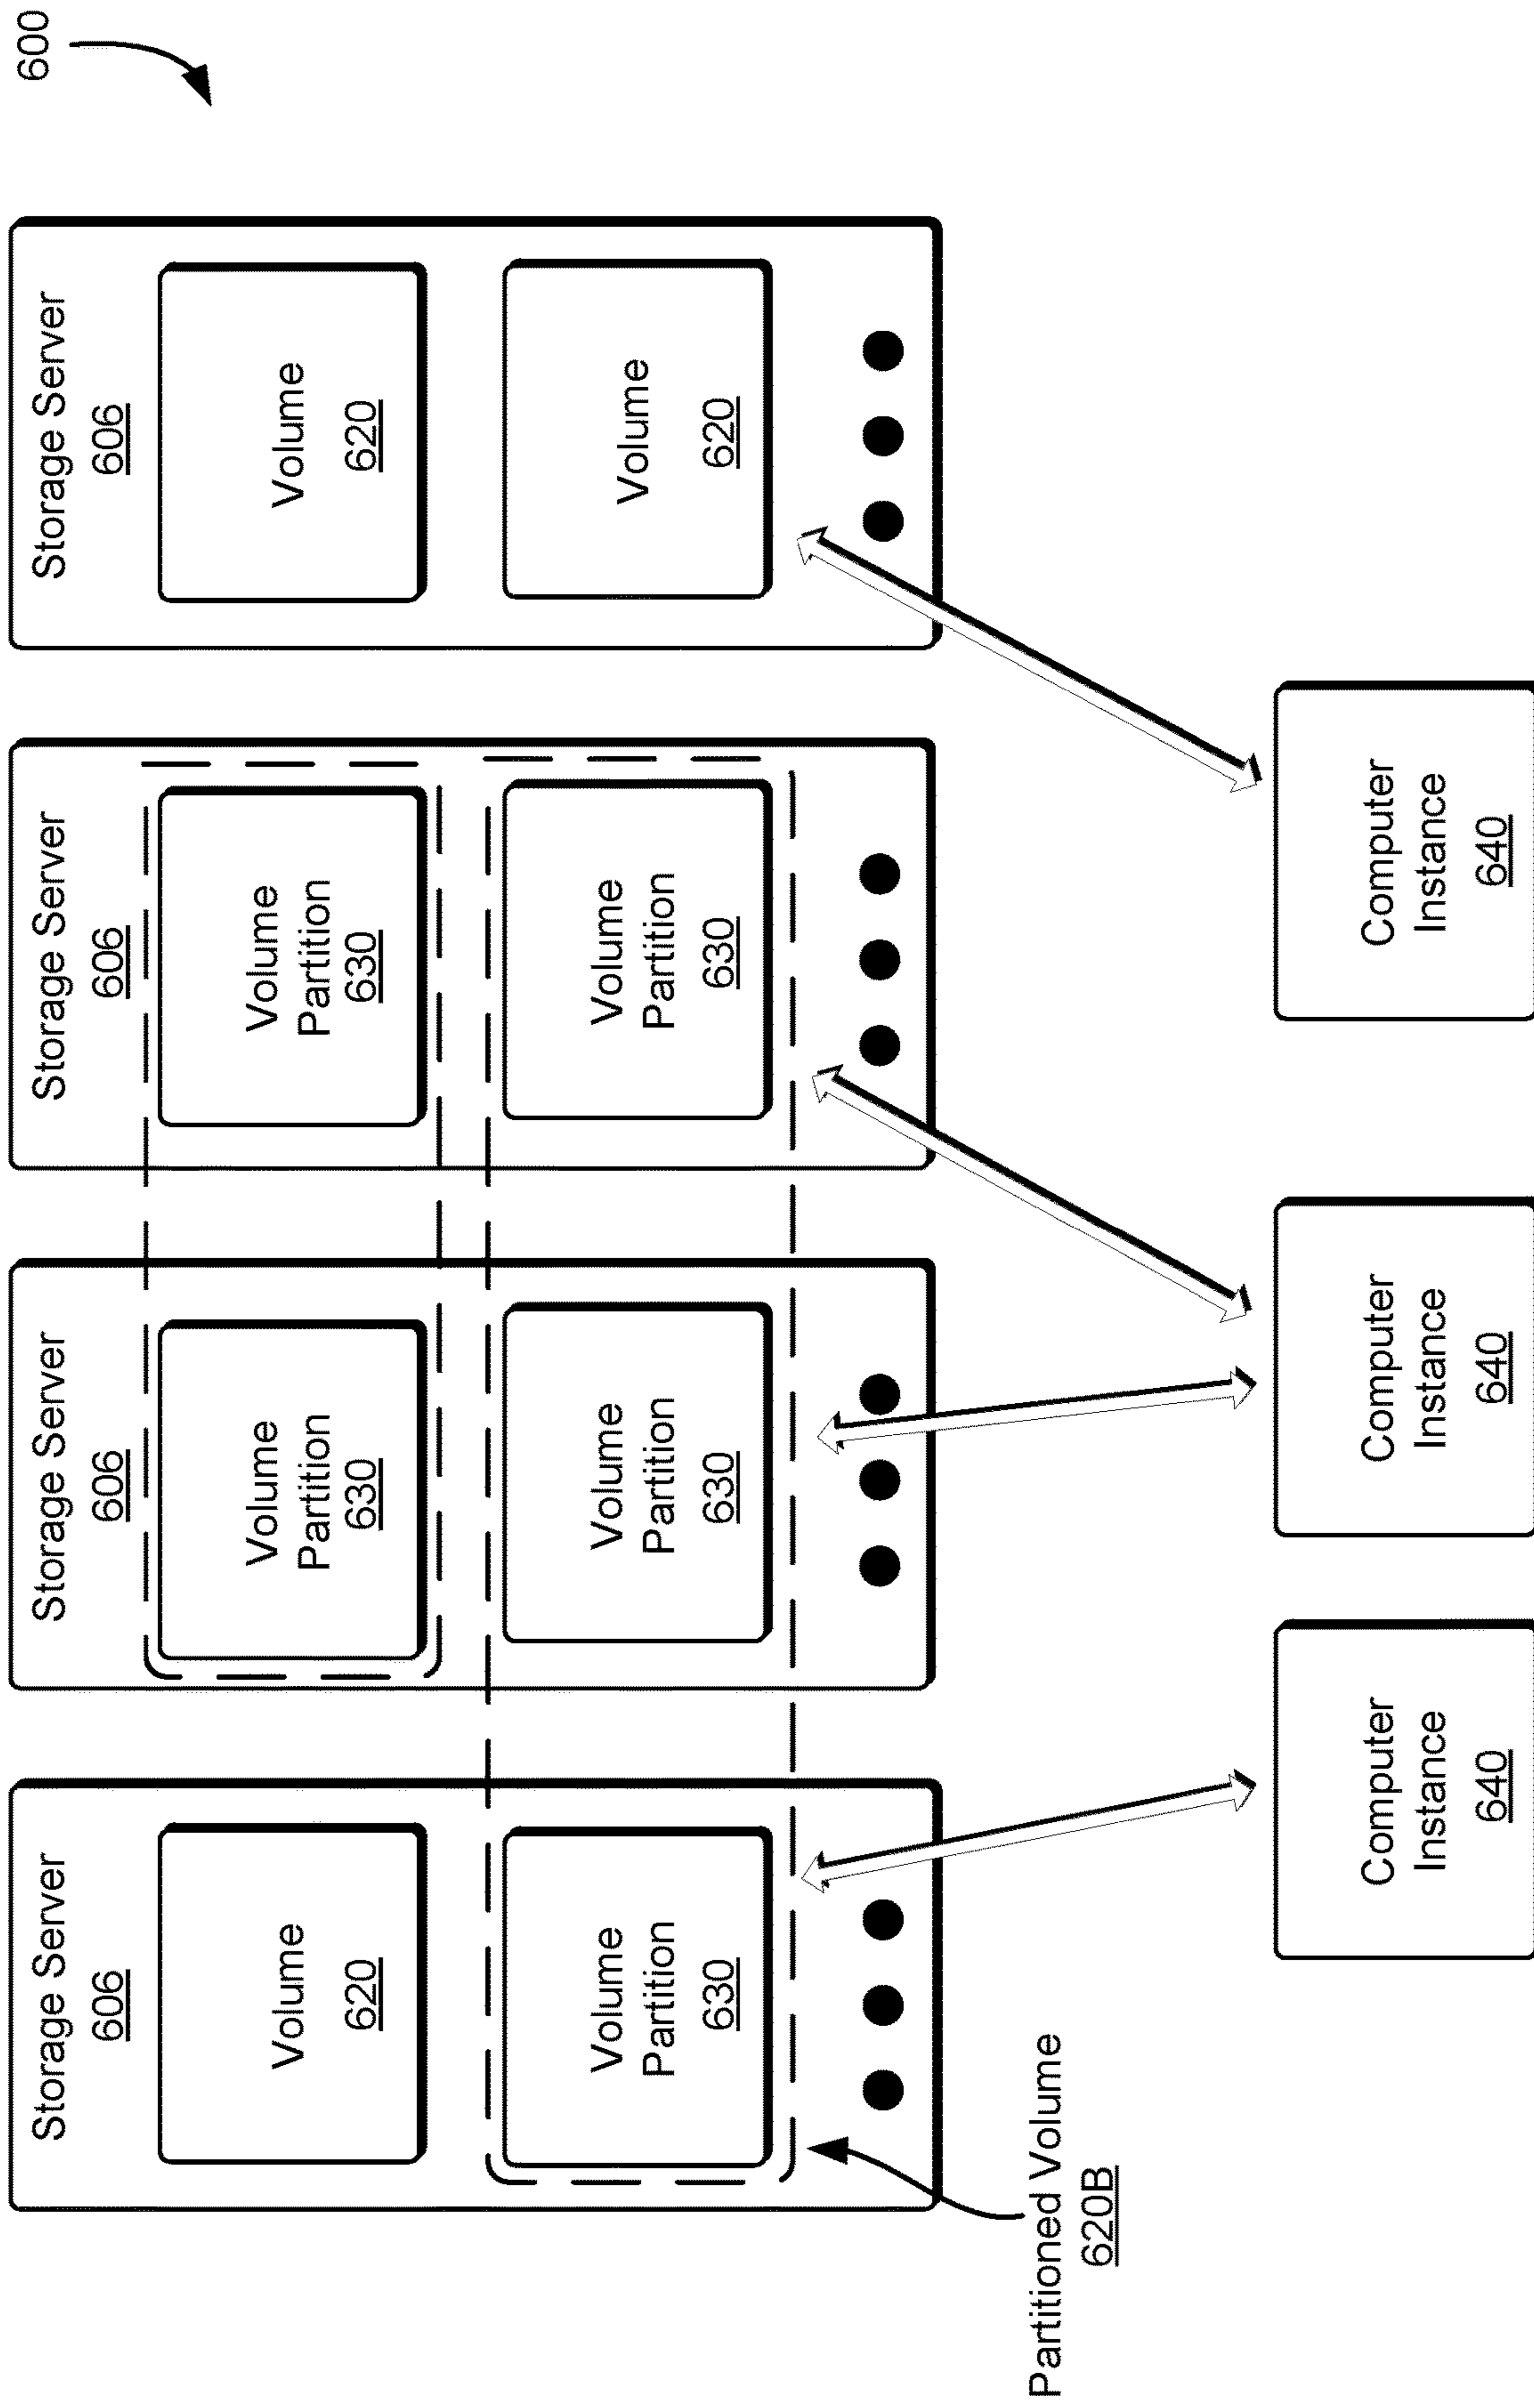 600
Storage Server
606
Volume
620
Volume
Partition
630
Storage Server
606
Volume
Partition
630
Volume
Partition
630
Storage Server
606
Volume
Partition
630
Volume
Partition
630
Storage Server
606
Volume
620
Volume
620
Partitioned Volume
620B
Computer
Instance
640
Computer
Instance
640
Computer
Instance
640